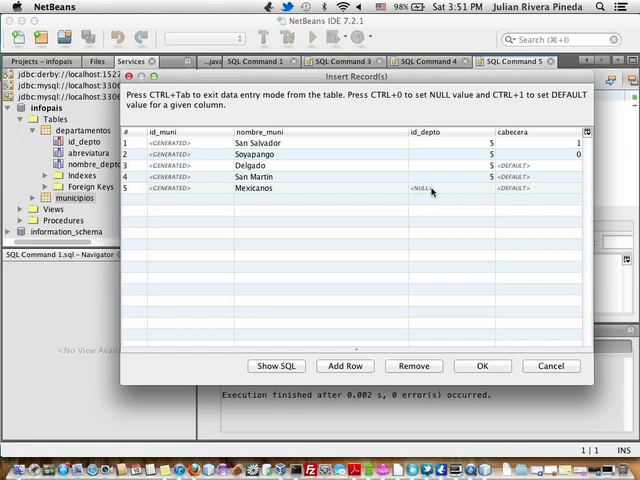 NetBeans 98% Sat 3:51 PM Julian Rivera Pineda
NetBeans IDE 7.2.1
Search (⌘+I)
Projects – infopais Files Services ...java SQL Command 1 SQL Command 3 SQL Command 4 SQL Command 5
jdbc:derby://localhost:1527
jdbc:mysql://localhost:3306
jdbc:mysql://localhost:3306
infopais
Tables
departamentos
id_depto
abreviatura
nombre_depto
Indexes
Foreign Keys
municipios
Views
Procedures
information_schema
SQL Command 1.sql – Navigator
<No View Availa
Insert Record(s)
Press CTRL+Tab to exit data entry mode from the table. Press CTRL+0 to set NULL value and CTRL+1 to set DEFAULT
value for a given column.
# id_muni nombre_muni id_depto cabecera
1 <GENERATED> San Salvador 5 1
2 <GENERATED> Soyapango 5 0
3 <GENERATED> Delgado 5 <DEFAULT>
4 <GENERATED> San Martin 5 <DEFAULT>
5 <GENERATED> Mexicanos <NULL> <DEFAULT>
Show SQL Add Row Remove OK Cancel
Execution finished after 0.002 s, 0 error(s) occurred.
1 | 1 INS